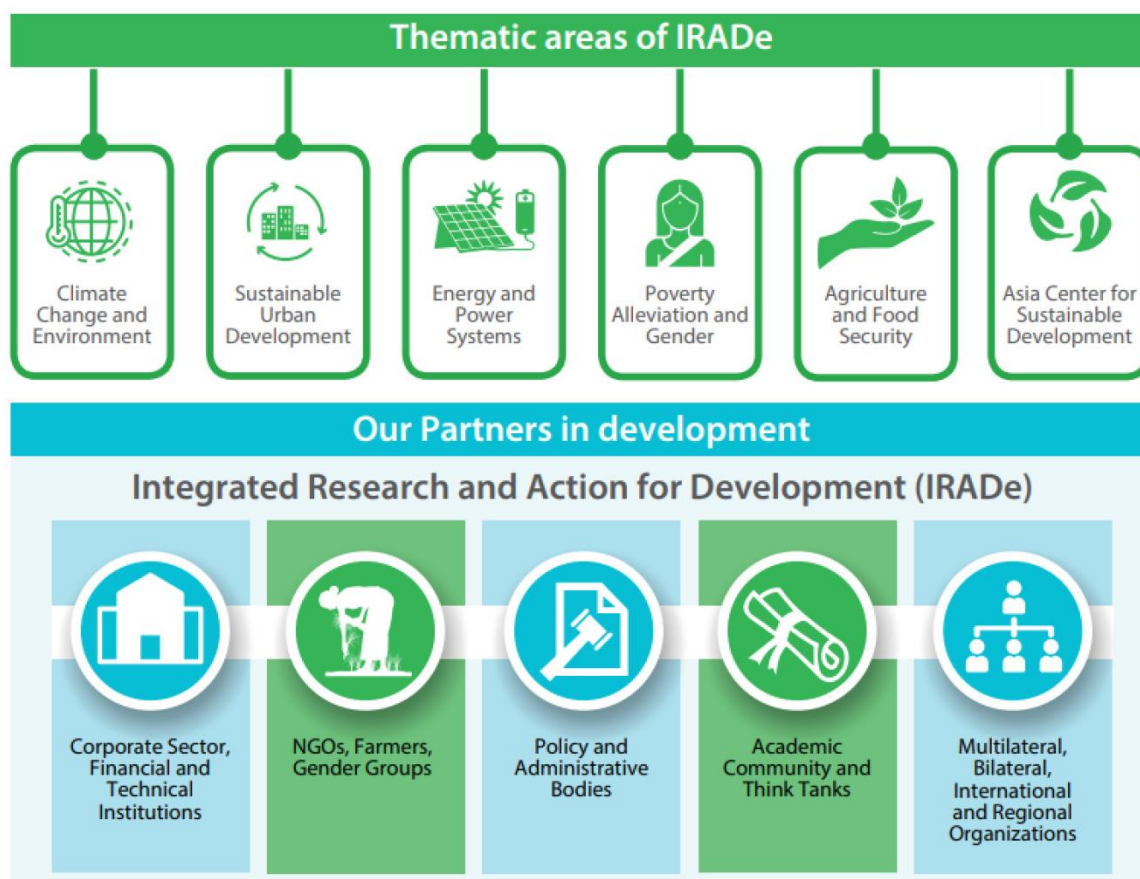 Thematic areas of IRADe
Climate
Change and
Environment
Sustainable
Urban
Development
Energy and
Power
Systems
Poverty
Alleviation and
Gender
Agriculture
and Food
Security
Asia Center for
Sustainable
Development
Our Partners in development
Integrated Research and Action for Development (IRADe)
Corporate Sector,
Financial and
Technical
Institutions
NGOs, Farmers,
Gender Groups
Policy and
Administrative
Bodies
Academic
Community and
Think Tanks
Multilateral,
Bilateral,
International
and Regional
Organizations